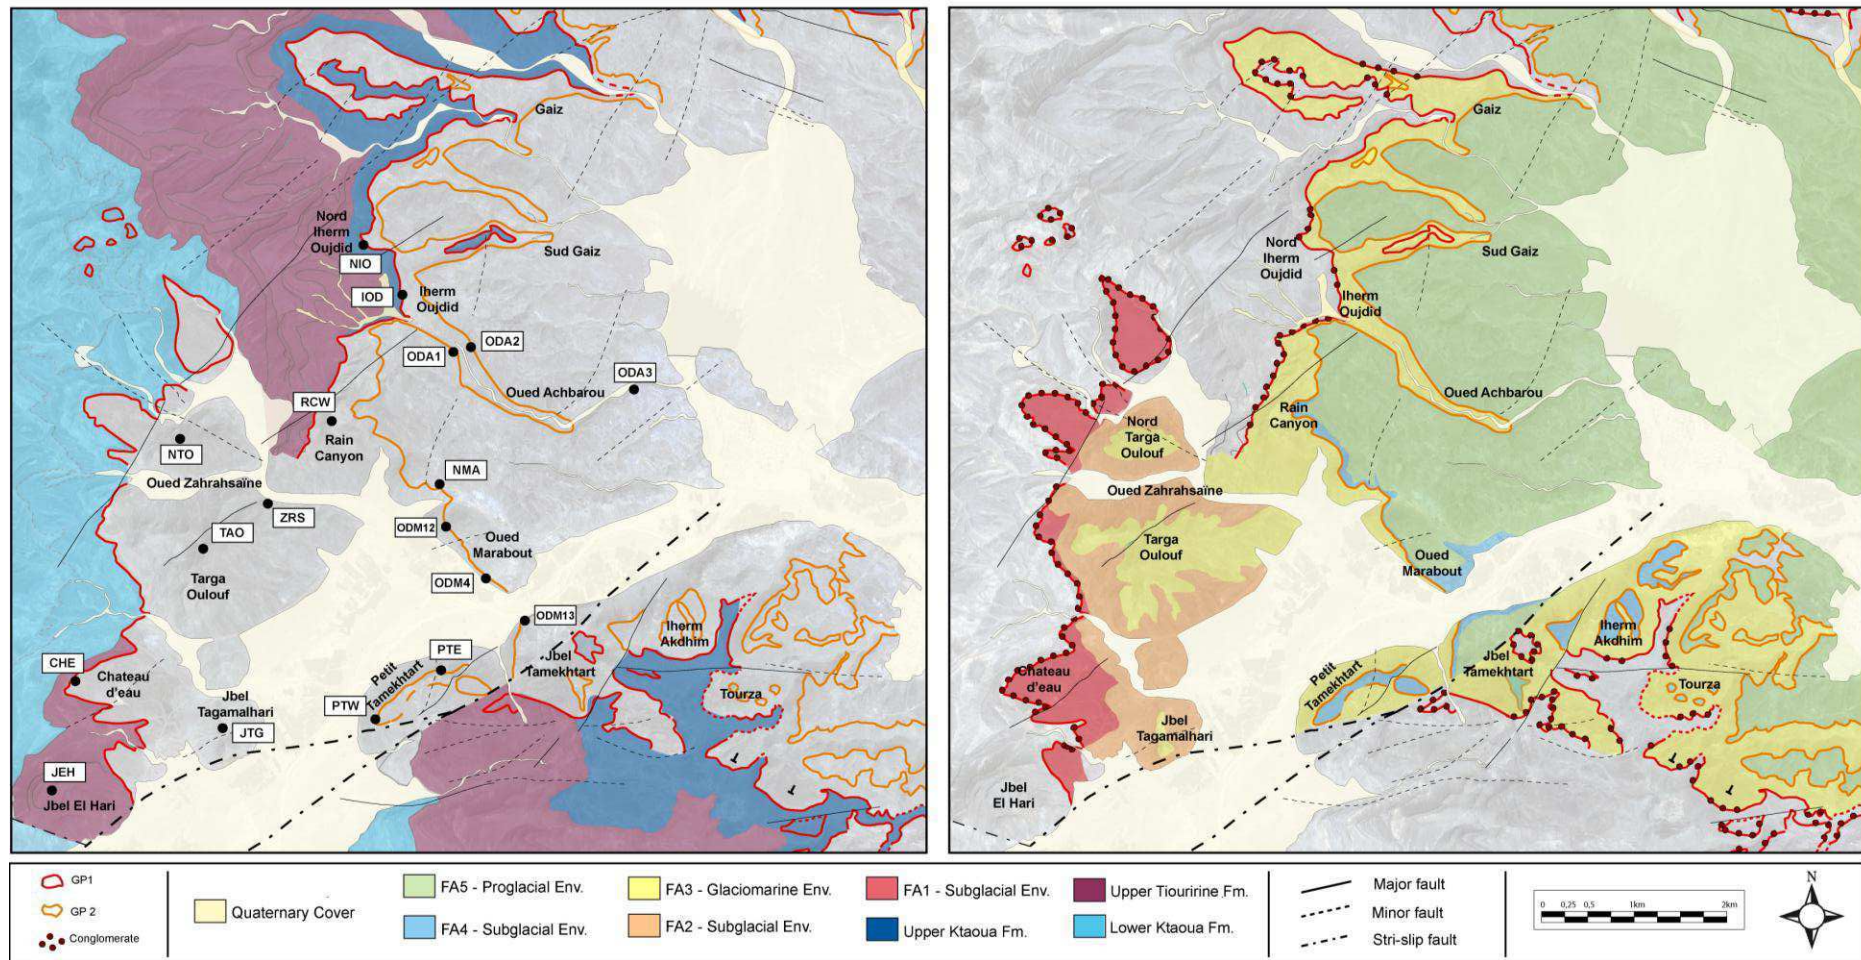 Gaiz
Nord
Iherm
Oujdid
NIO
Sud Gaiz
IOD
Iherm
Oujdid
ODA1
ODA2
ODA3
Oued Achbarou
RCW
Rain
Canyon
NTO
NMA
Oued Zahrahsaïne
ZRS
ODM12
TAO
Oued
Marabout
Targa
Oulouf
ODM4
ODM13
Iherm
Akdhim
CHE
Chateau
d'eau
PTE
Jbel
Tamekhtart
Petit
Tamekhtart
Tourza
Jbel
Tagamalhari
PTW
JTG
JEH
Jbel El Hari
Gaiz
Nord
Iherm
Oujdid
Sud Gaiz
Iherm
Oujdid
Oued Achbarou
Rain
Canyon
Nord
Targa
Oulouf
Oued Zahrahsaïne
Targa
Oulouf
Oued
Marabout
Iherm
Akdhim
Chateau
d'eau
Jbel
Tamekhtart
Petit
Tamekhtart
Tourza
Jbel
Tagamalhari
Jbel
El Hari
GP1
GP 2
Conglomerate
Quaternary Cover
FA5 - Proglacial Env.
FA4 - Subglacial Env.
FA3 - Glaciomarine Env.
FA2 - Subglacial Env.
FA1 - Subglacial Env.
Upper Ktaoua Fm.
Upper Tiouririne Fm.
Lower Ktaoua Fm.
Major fault
Minor fault
Stri-slip fault
0 0,25 0,5 1km 2km
N